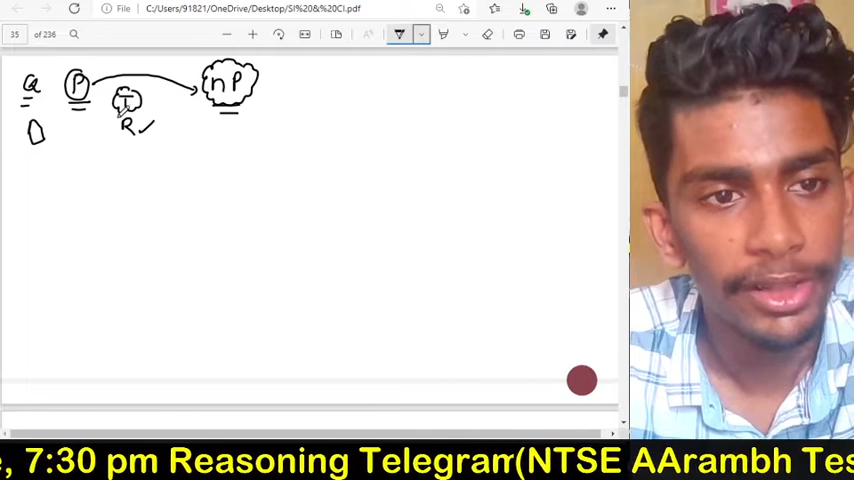 File
C:/Users/91821/OneDrive/Desktop/SI%20&%20CI.pdf
35 of 236
Q P nP
T
R ✓
e, 7:30 pm Reasoning Telegram(NTSE AArambh Tes